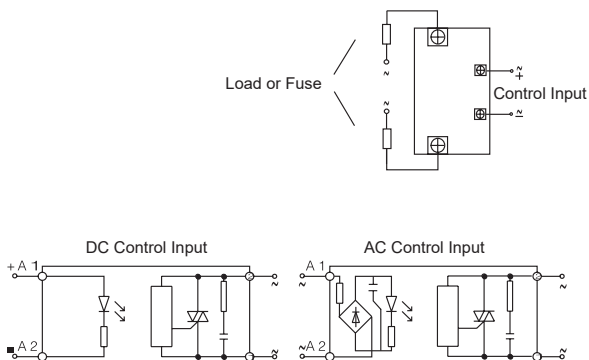 Load or Fuse
~
~
~
+
Control Input
~
−
DC Control Input
AC Control Input
+A 1
~
A 1
~
~
A 2
~
~A 2
~